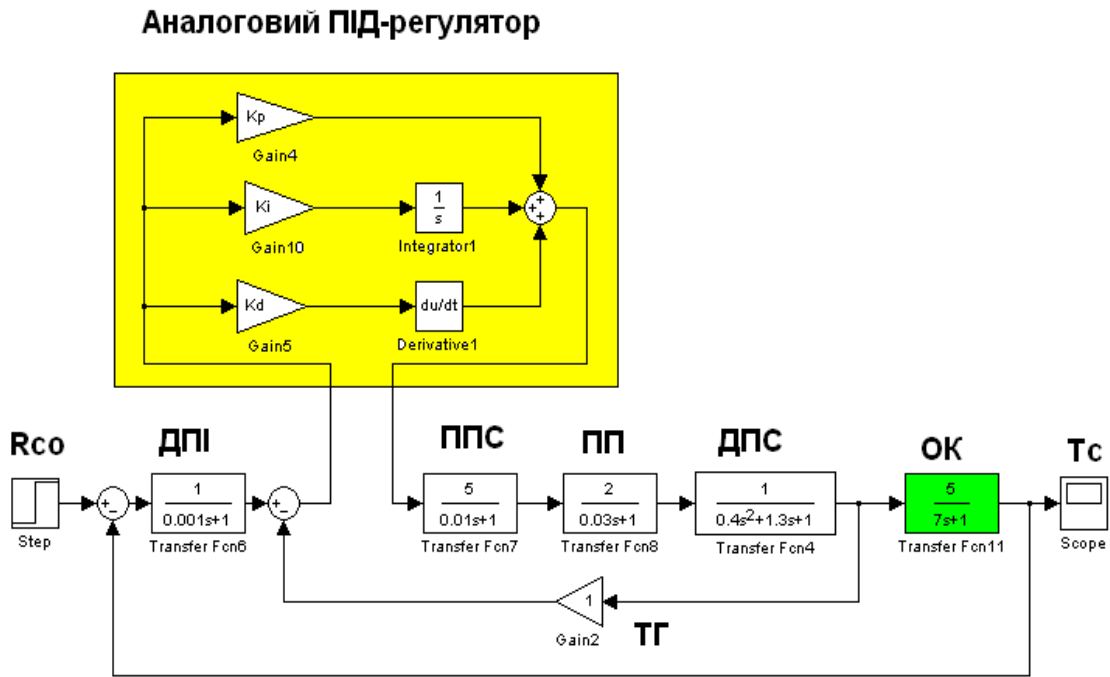 Аналоговий ПІД-регулятор
Kp
Gain4
Ki
Gain10
1
s
Integrator1
+
+
+
Kd
Gain5
du/dt
Derivative1
Rco
ДПІ
ППС
ПП
ДПС
ОК
Тс
Step
+
−
1
0.001s+1
Transfer Fcn6
+
−
5
0.01s+1
Transfer Fcn7
2
0.03s+1
Transfer Fcn8
1
0.4s2+1.3s+1
Transfer Fcn4
5
7s+1
Transfer Fcn11
Scope
1
Gain2
ТГ